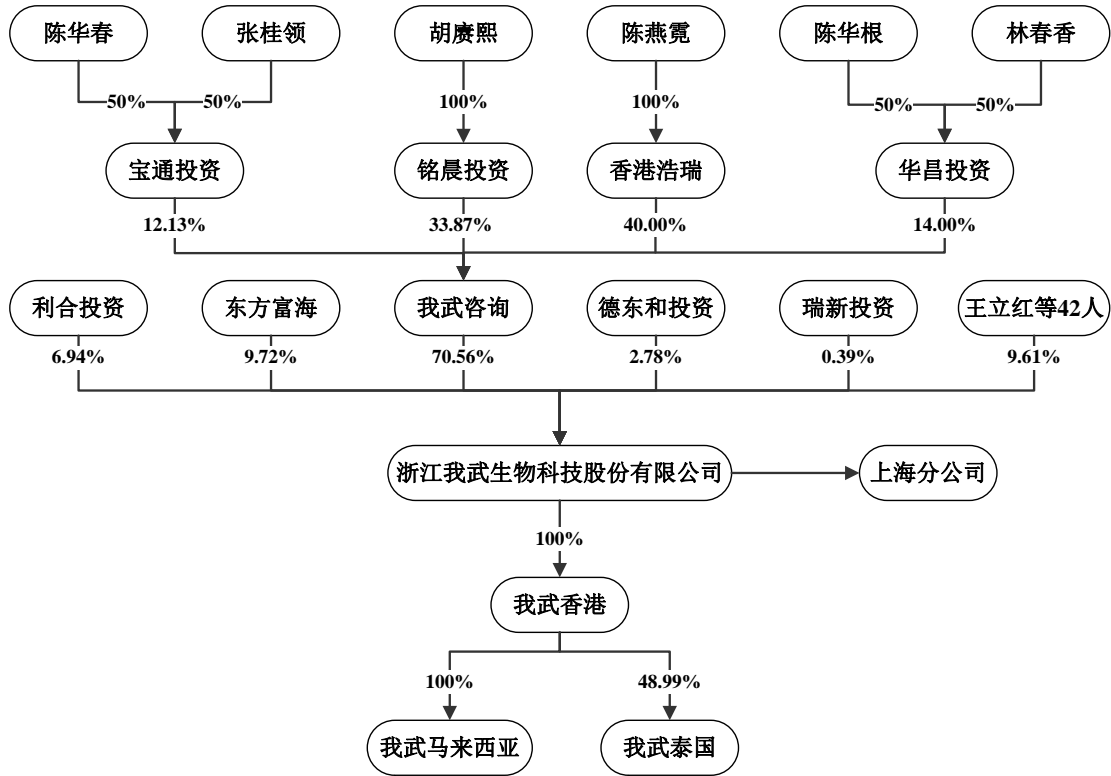 陈华春
张桂领
胡赓熙
陈燕霓
陈华根
林春香
50%
50%
100%
100%
50%
50%
宝通投资
铭晨投资
香港浩瑞
华昌投资
12.13%
33.87%
40.00%
14.00%
利合投资
东方富海
我武咨询
德东和投资
瑞新投资
王立红等42人
6.94%
9.72%
70.56%
2.78%
0.39%
9.61%
浙江我武生物科技股份有限公司
上海分公司
100%
我武香港
100%
48.99%
我武马来西亚
我武泰国